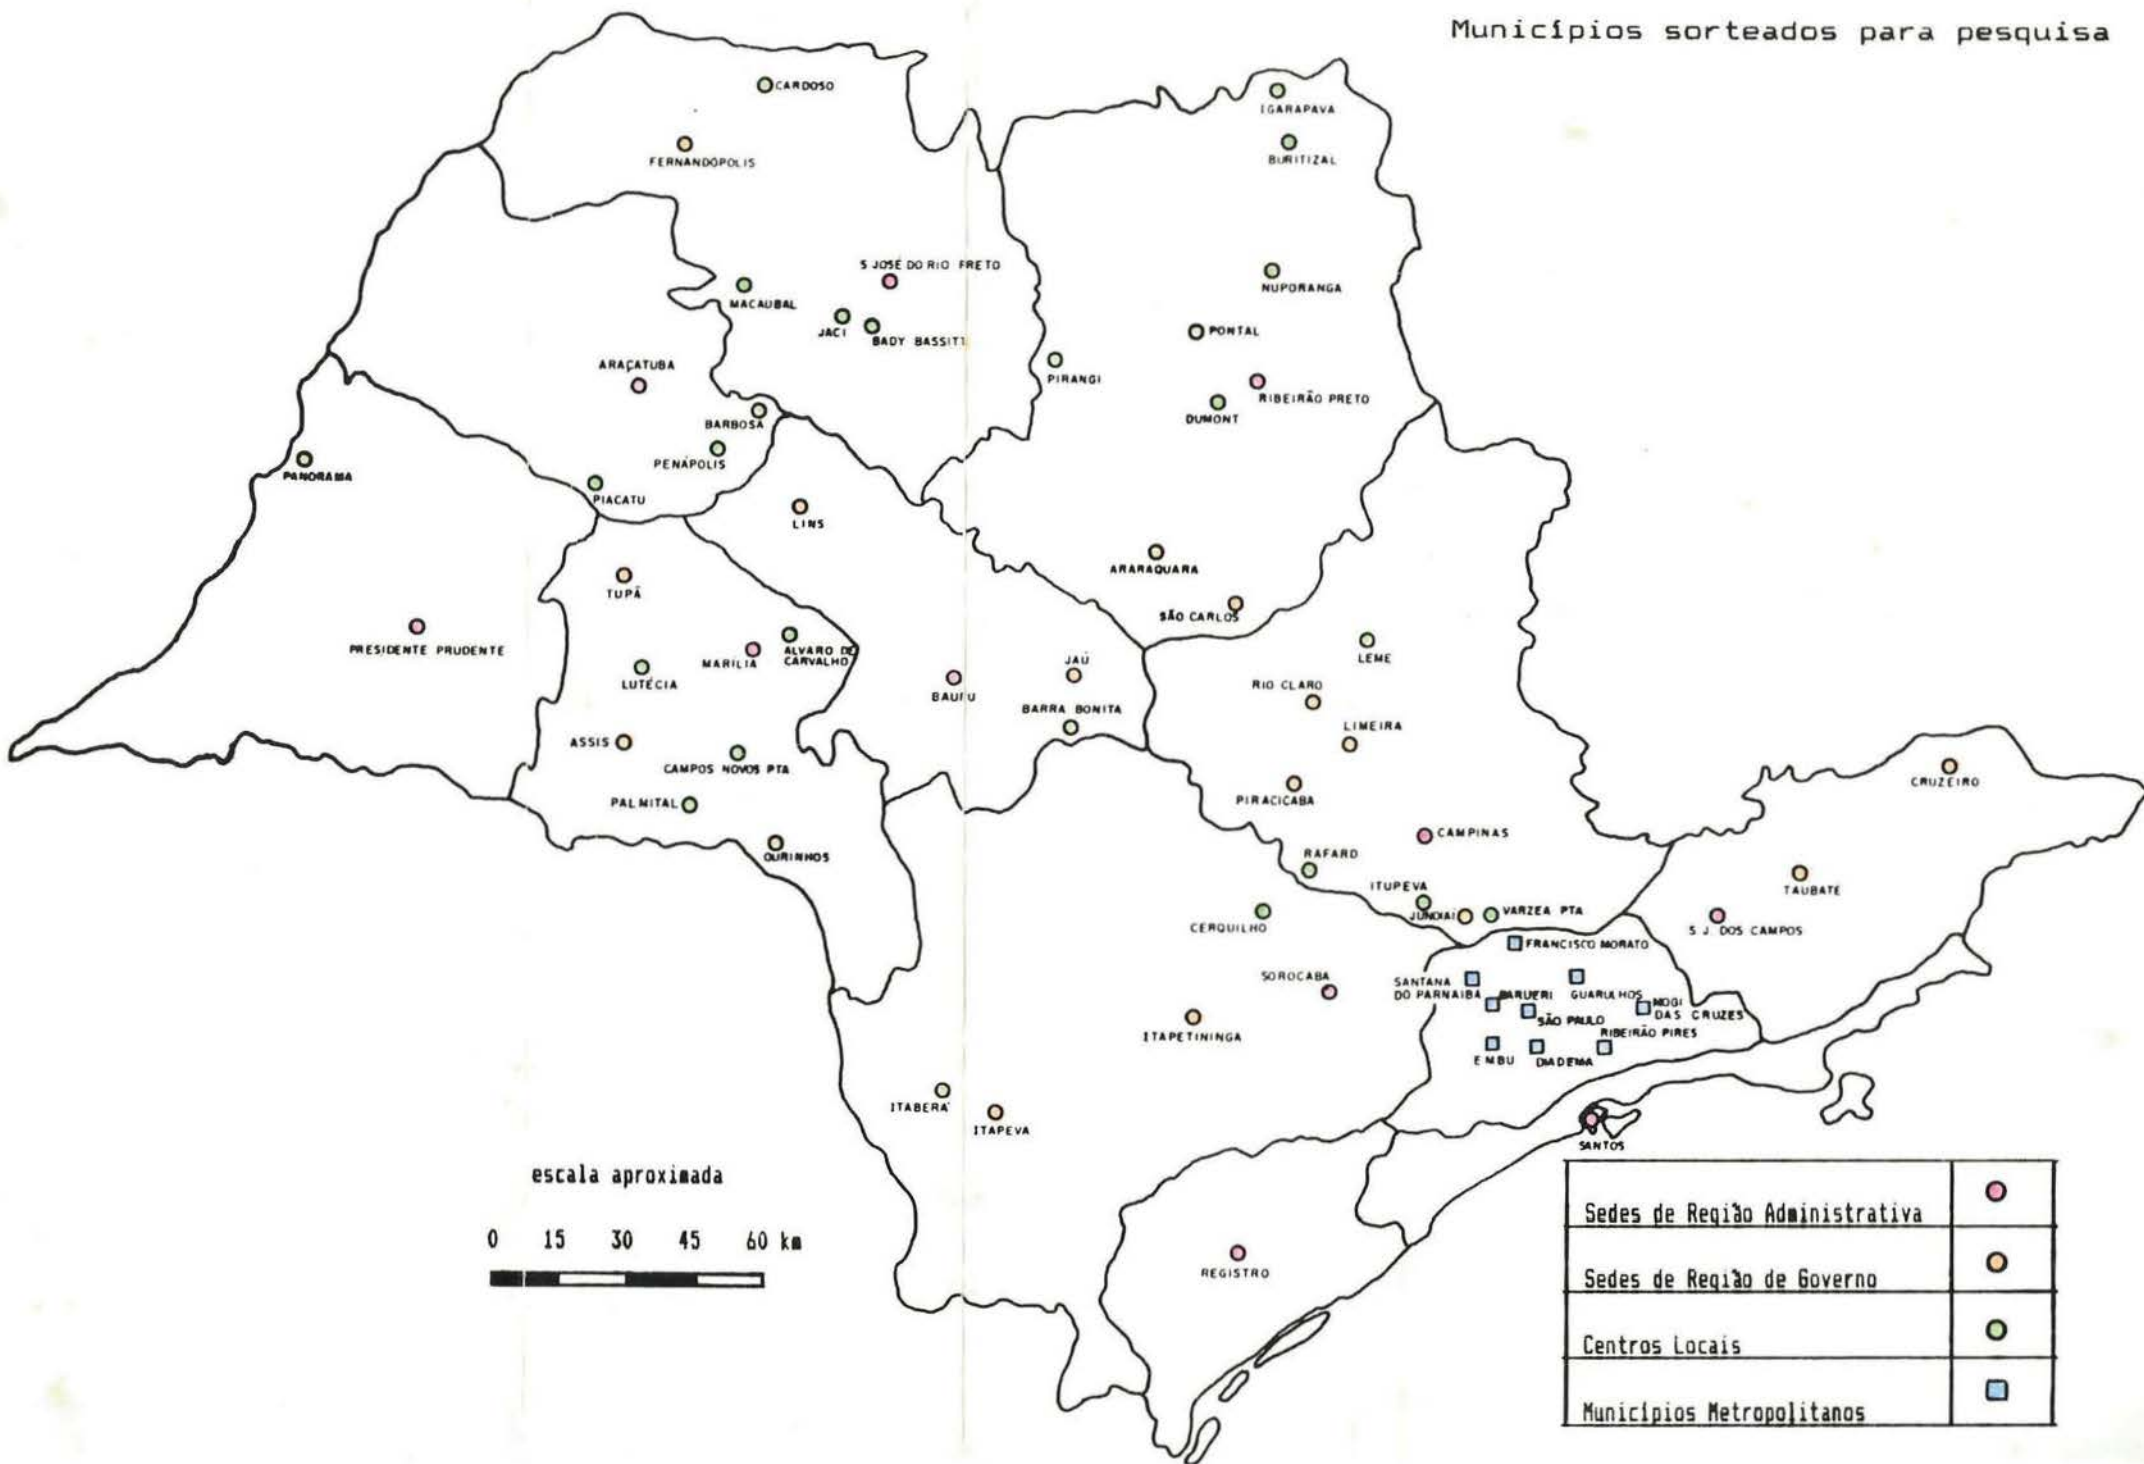 Municípios sorteados para pesquisa
CARDOSO
IGARAPAVA
FERNANDÓPOLIS
BURITIZAL
S JOSÉ DO RIO PRETO
MACAUBAL
NUPORANGA
JACI
BADY BASSITT
PONTAL
ARAÇATUBA
PIRANGI
RIBEIRÃO PRETO
BARBOSA
DUMONT
PENÁPOLIS
PANORAMA
PIACATU
LINS
ARARAQUARA
TUPÃ
SÃO CARLOS
PRESIDENTE PRUDENTE
MARÍLIA
ALVARO DE
CARVALHO
LUTÉCIA
JAÚ
LEME
BAURU
RIO CLARO
BARRA BONITA
LIMEIRA
ASSIS
CAMPOS NOVOS PTA
PALMITAL
PIRACICABA
CRUZEIRO
CAMPINAS
OURINHOS
RAFARD
ITUPEVA
TAUBATE
JUNDIAÍ
VARZEA PTA
CERQUILHO
S.J. DOS CAMPOS
FRANCISCO MORATO
SOROCABA
SANTANA
DO PARNAIBA
BARUERI
GUARULHOS
MOGI
DAS CRUZES
SÃO PAULO
ITAPETININGA
RIBEIRÃO PIRES
EMBU
DIADEMA
ITABERÁ
ITAPEVA
SANTOS
REGISTRO
escala aproximada
0 15 30 45 60 km
Sedes de Região Administrativa
Sedes de Região de Governo
Centros Locais
Municípios Metropolitanos